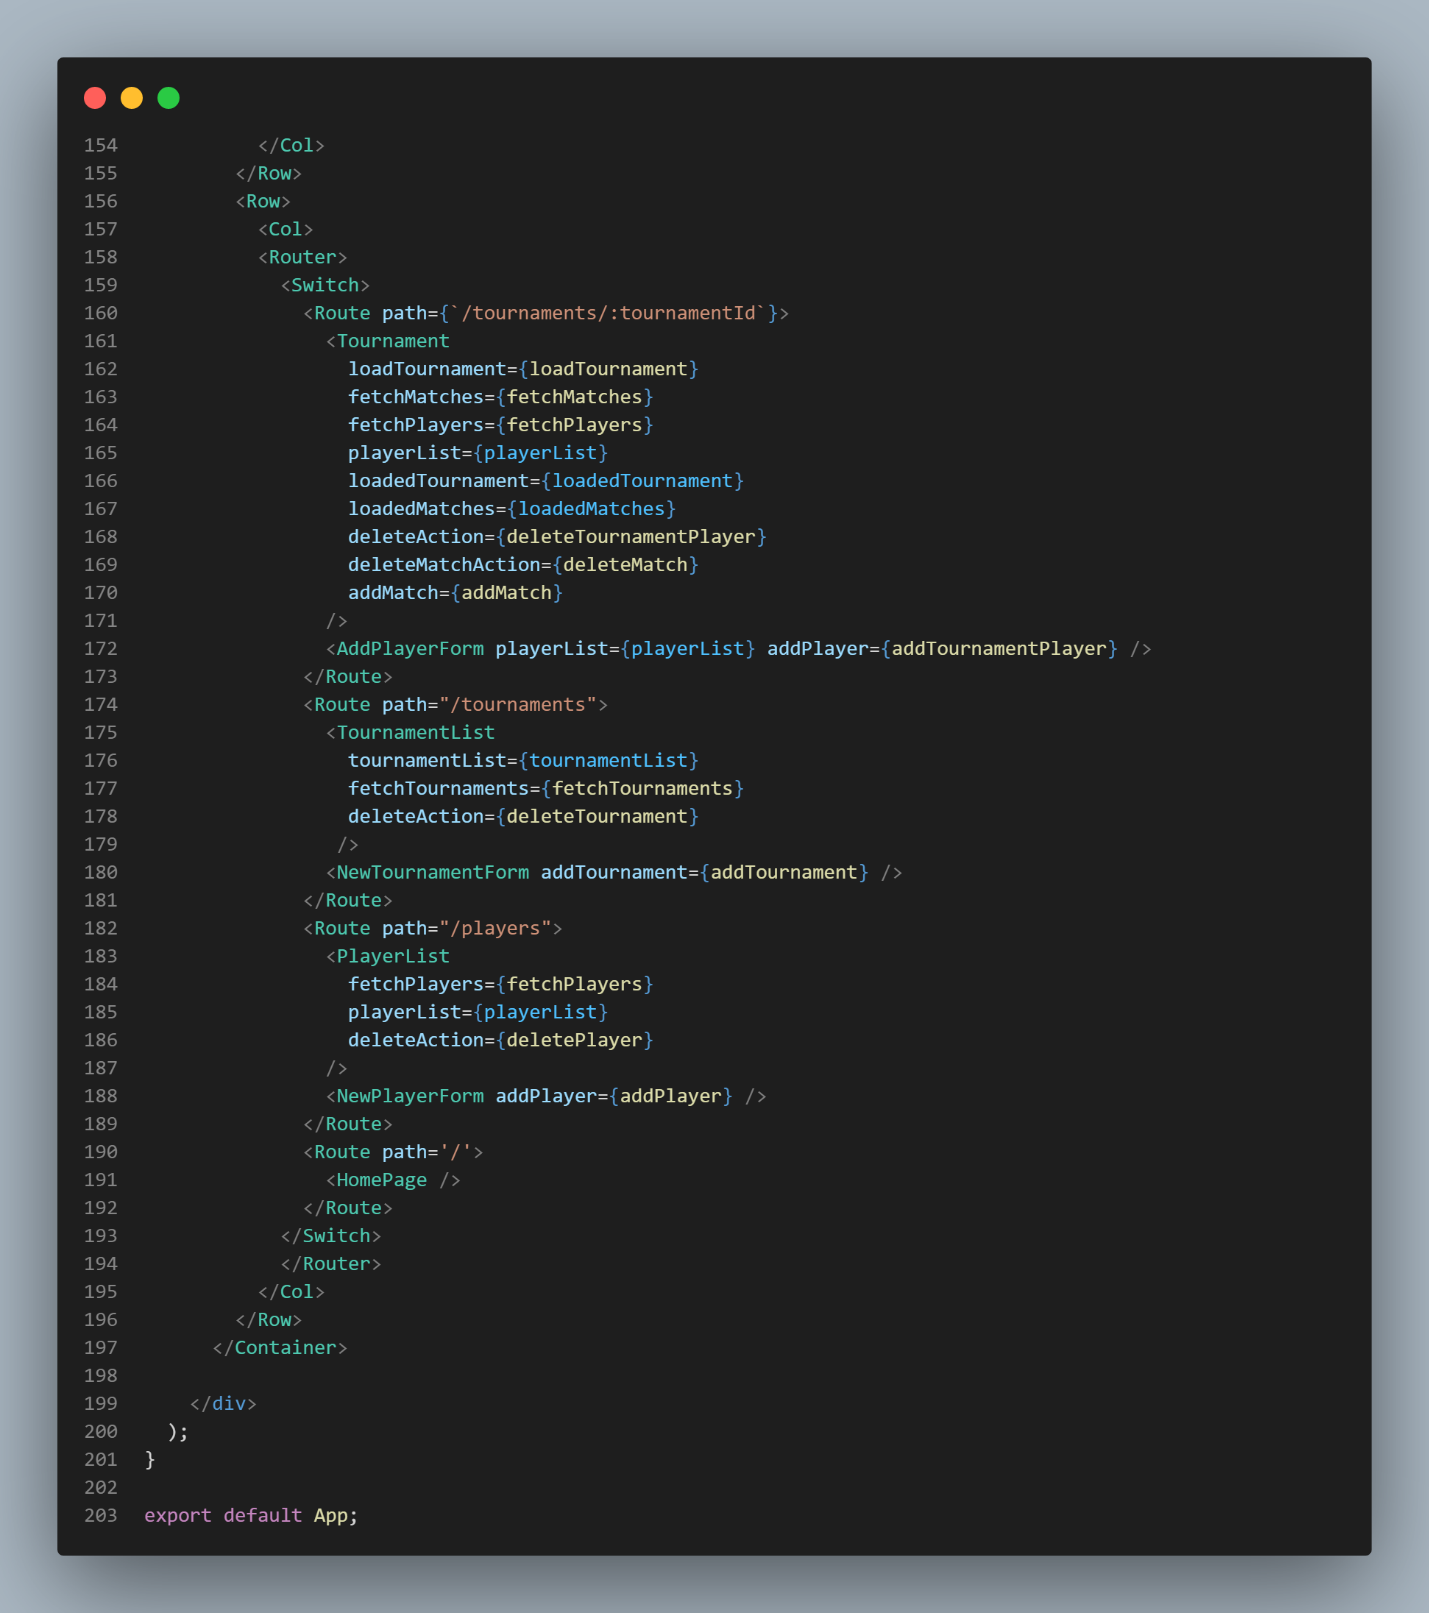 154            </Col>
155          </Row>
156          <Row>
157            <Col>
158            <Router>
159              <Switch>
160                <Route path={`/tournaments/:tournamentId`}>
161                  <Tournament
162                    loadTournament={loadTournament}
163                    fetchMatches={fetchMatches}
164                    fetchPlayers={fetchPlayers}
165                    playerList={playerList}
166                    loadedTournament={loadedTournament}
167                    loadedMatches={loadedMatches}
168                    deleteAction={deleteTournamentPlayer}
169                    deleteMatchAction={deleteMatch}
170                    addMatch={addMatch}
171                  />
172                  <AddPlayerForm playerList={playerList} addPlayer={addTournamentPlayer} />
173                </Route>
174                <Route path="/tournaments">
175                  <TournamentList
176                    tournamentList={tournamentList}
177                    fetchTournaments={fetchTournaments}
178                    deleteAction={deleteTournament}
179                   />
180                  <NewTournamentForm addTournament={addTournament} />
181                </Route>
182                <Route path="/players">
183                  <PlayerList
184                    fetchPlayers={fetchPlayers}
185                    playerList={playerList}
186                    deleteAction={deletePlayer}
187                  />
188                  <NewPlayerForm addPlayer={addPlayer} />
189                </Route>
190                <Route path='/'>
191                  <HomePage />
192                </Route>
193              </Switch>
194              </Router>
195            </Col>
196          </Row>
197        </Container>
198
199      </div>
200    );
201  }
202
203  export default App;